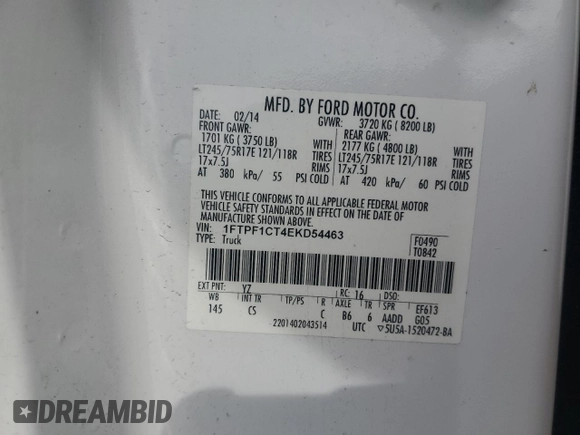 MFD. BY FORD MOTOR CO.
DATE: 02/14 GVWR: 3720 KG ( 8200 LB)
FRONT GAWR: REAR GAWR:
1701 KG ( 3750 LB) WITH 2177 KG ( 4800 LB) WITH
LT245/75R17E 121/118R TIRES LT245/75R17E 121/118R TIRES
17x7.5J RIMS 17x7.5J RIMS
AT 380 kPa/ 55 PSI COLD AT 420 kPa/ 60 PSI COLD
THIS VEHICLE CONFORMS TO ALL APPLICABLE FEDERAL MOTOR
VEHICLE SAFETY STANDARDS IN EFFECT ON THE DATE OF
MANUFACTURE SHOWN ABOVE.
VIN: 1FTPF1CT4EKD54463 F0490
TYPE: Truck T0842
EXT PNT: YZ RC: 16 DSO: EF613
WB INT TR TP/PS R AXLE TR SPR G05
145 CS C B6 6 AADD
2201402043514 UTC ▽5U5A-1520472-BA
DREAMBID